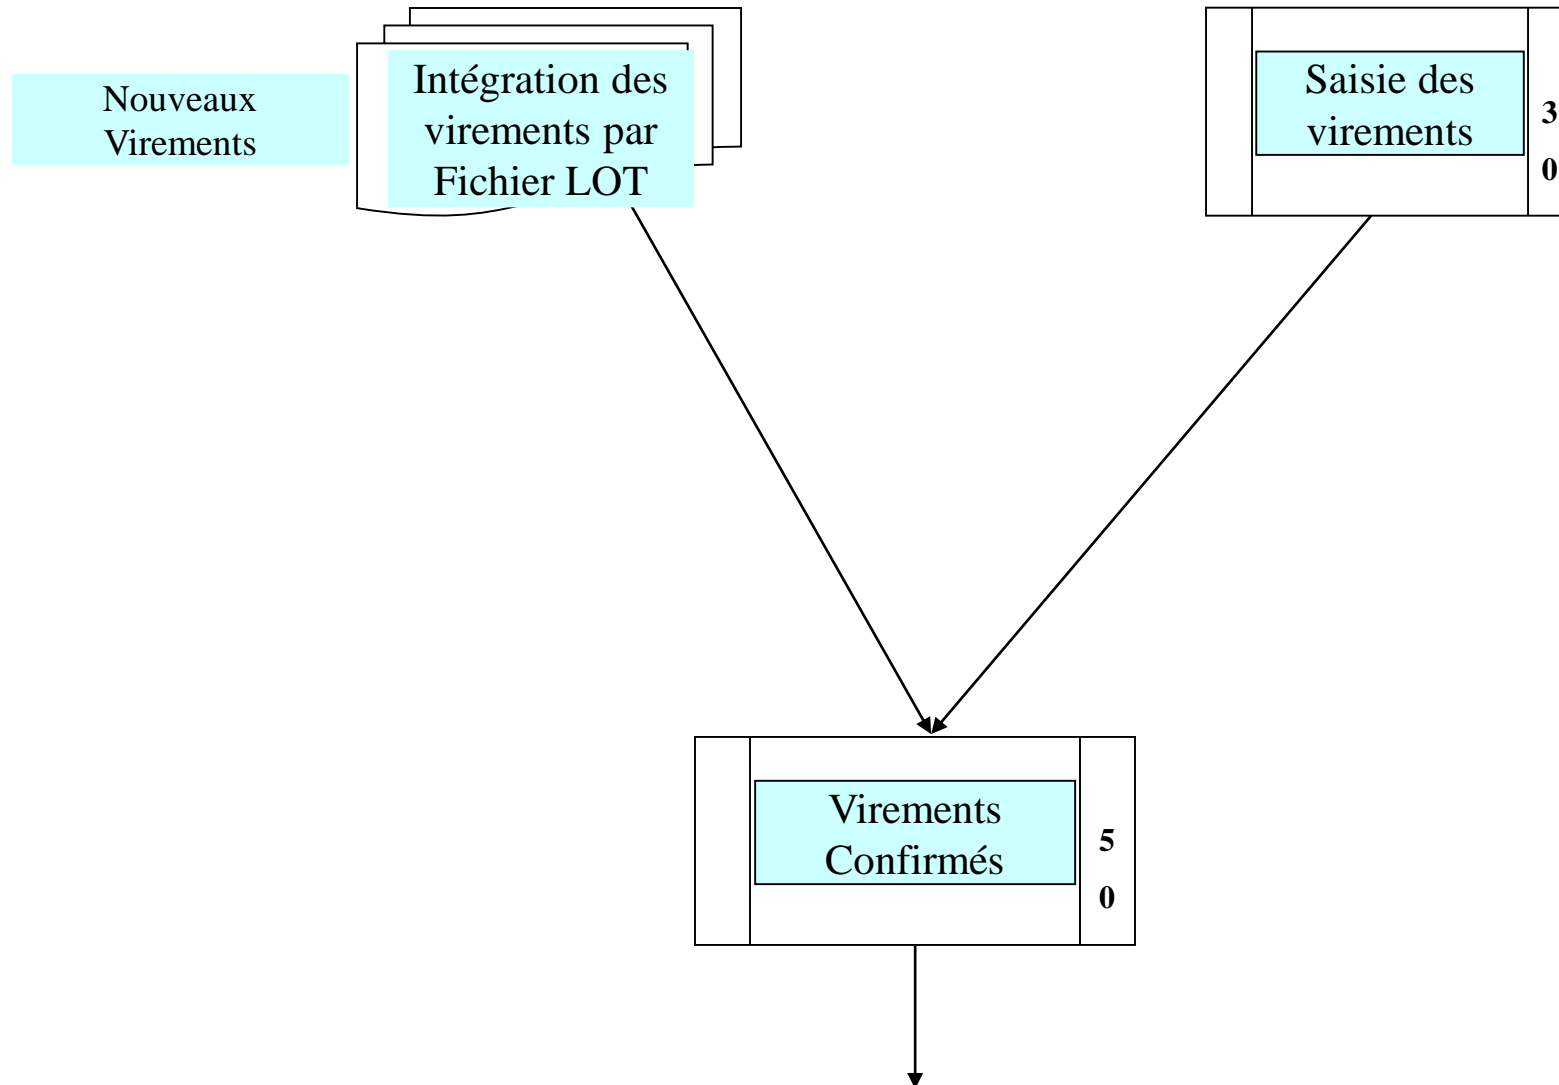 Nouveaux
Virements
Intégration des
virements par
Fichier LOT
Saisie des
virements
3
0
Virements
Confirmés
5
0